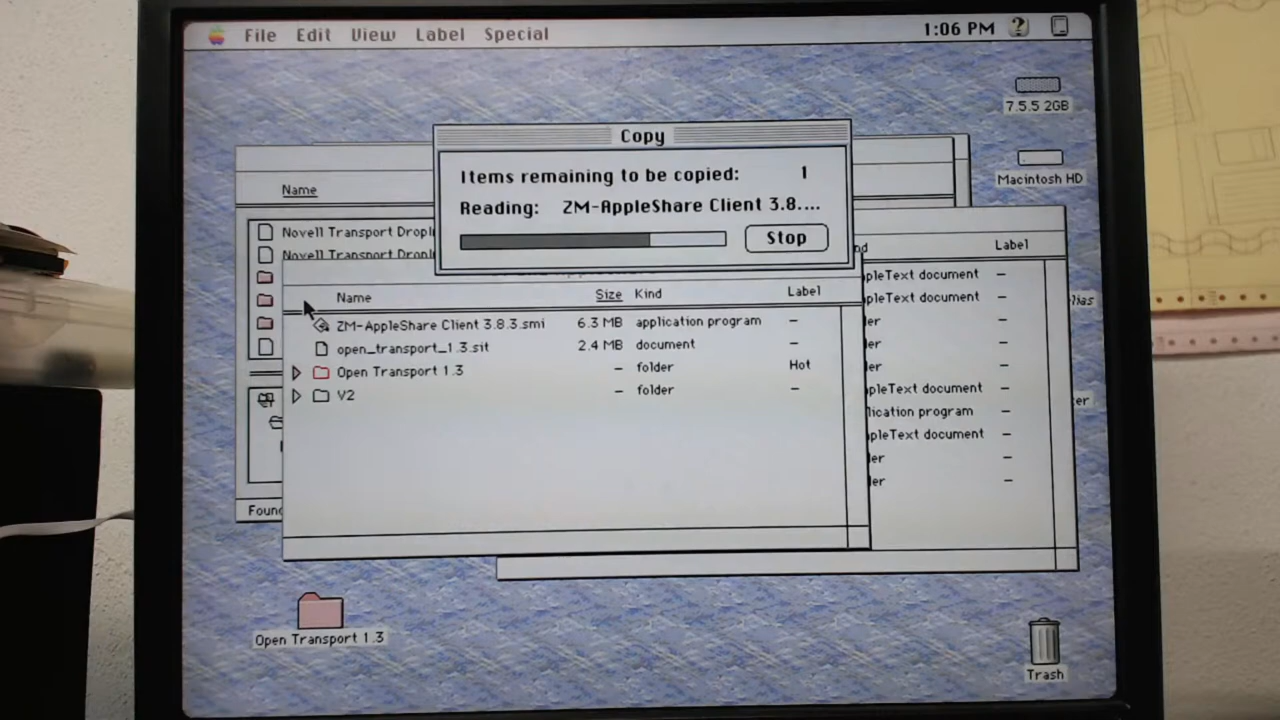 File Edit View Label Special 1:06 PM
7.5.5 2GB
Copy
Items remaining to be copied: 1
Reading: ZM-AppleShare Client 3.8....
Stop
Macintosh HD
Name
Novell Transport Dropl
Novell Transport Dropl
nd Label
pleText document –
pleText document –
ler –
ler –
ler –
pleText document –
lication program –
pleText document –
ler –
ler –
lias
ter
Name Size Kind Label
ZM-AppleShare Client 3.8.3.smi 6.3 MB application program –
open_transport_1.3.sit 2.4 MB document –
Open Transport 1.3 – folder Hot
V2 – folder –
Foun
Open Transport 1.3
Trash